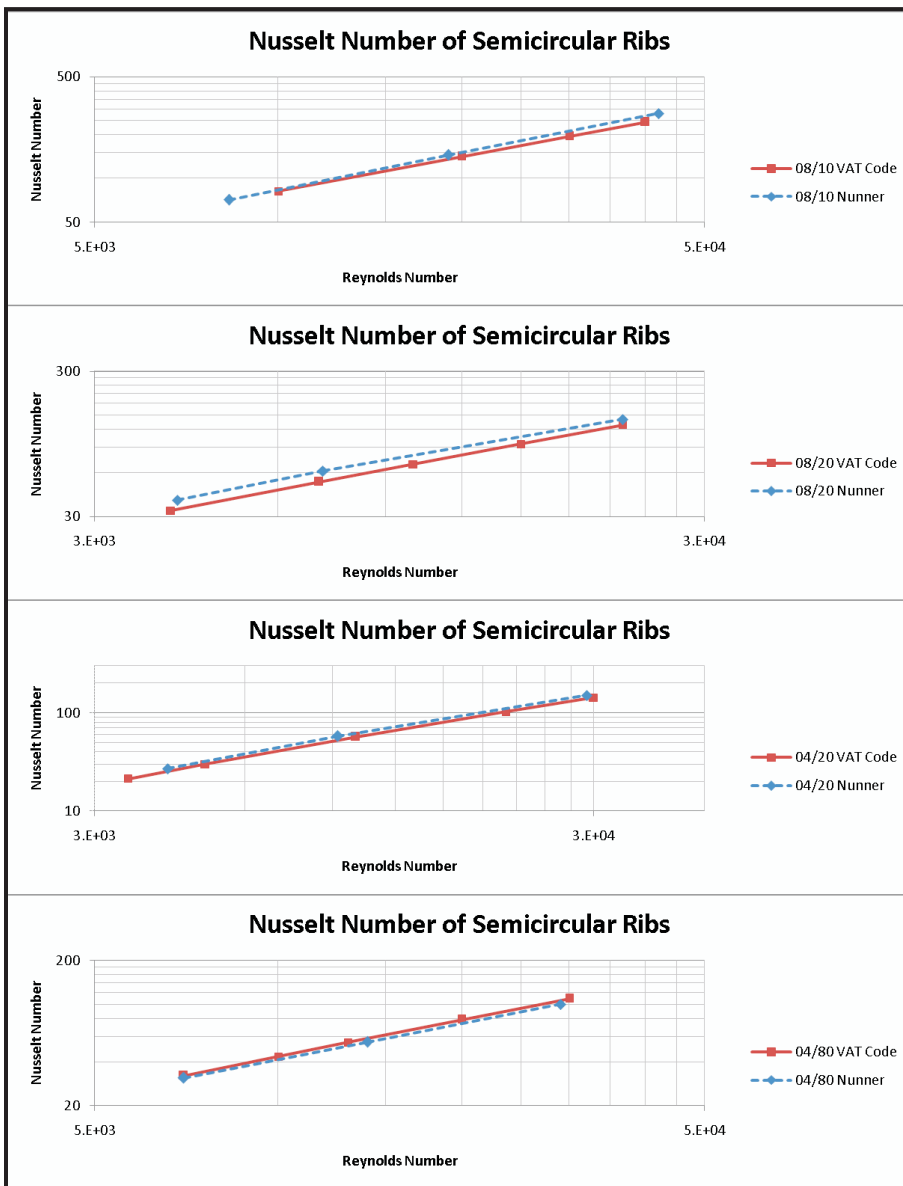 Nusselt Number of Semicircular Ribs
500
Nusselt Number
08/10 VAT Code
08/10 Nunner
50
5.E+03
5.E+04
Reynolds Number
Nusselt Number of Semicircular Ribs
300
Nusselt Number
08/20 VAT Code
08/20 Nunner
30
3.E+03
3.E+04
Reynolds Number
Nusselt Number of Semicircular Ribs
100
Nusselt Number
04/20 VAT Code
04/20 Nunner
10
3.E+03
3.E+04
Reynolds Number
Nusselt Number of Semicircular Ribs
200
Nusselt Number
04/80 VAT Code
04/80 Nunner
20
5.E+03
5.E+04
Reynolds Number